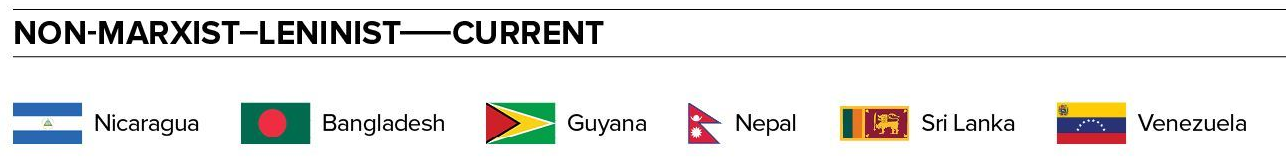 NON-MARXIST–LENINIST—–CURRENT
Nicaragua Bangladesh Guyana Nepal Sri Lanka Venezuela